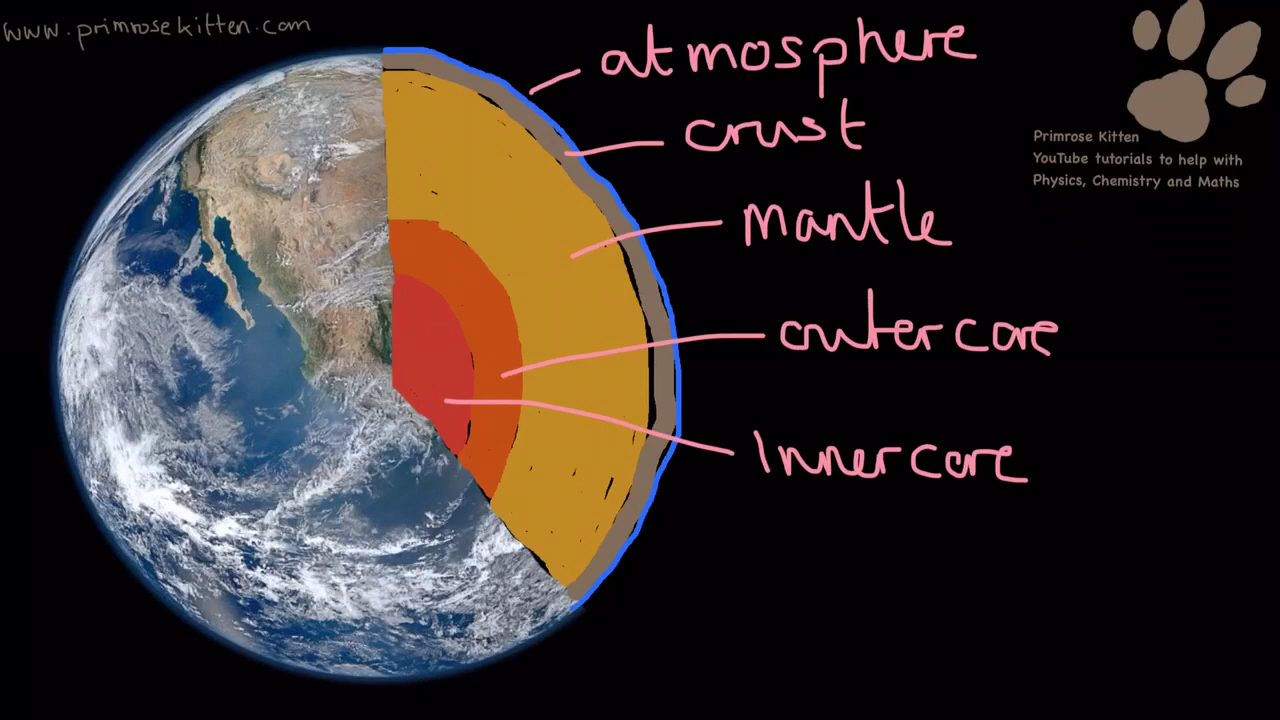 www.primrosekitten.com
atmosphere
crust
Primrose Kitten
YouTube tutorials to help with
Physics, Chemistry and Maths
mantle
outer core
Inner core